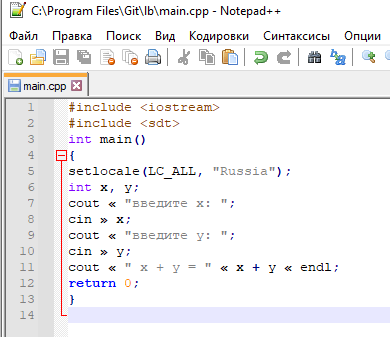 C:\Program Files\Git\lb\main.cpp - Notepad++
Файл Правка Поиск Вид Кодировки Синтаксисы Опции
main.cpp
1 #include <iostream>
2 #include <sdt>
3 int main()
4 {
5 setlocale(LC_ALL, "Russia");
6 int x, y;
7 cout « "введите x: ";
8 cin » x;
9 cout « "введите y: ";
10 cin » y;
11 cout « " x + y = " « x + y « endl;
12 return 0;
13 }
14